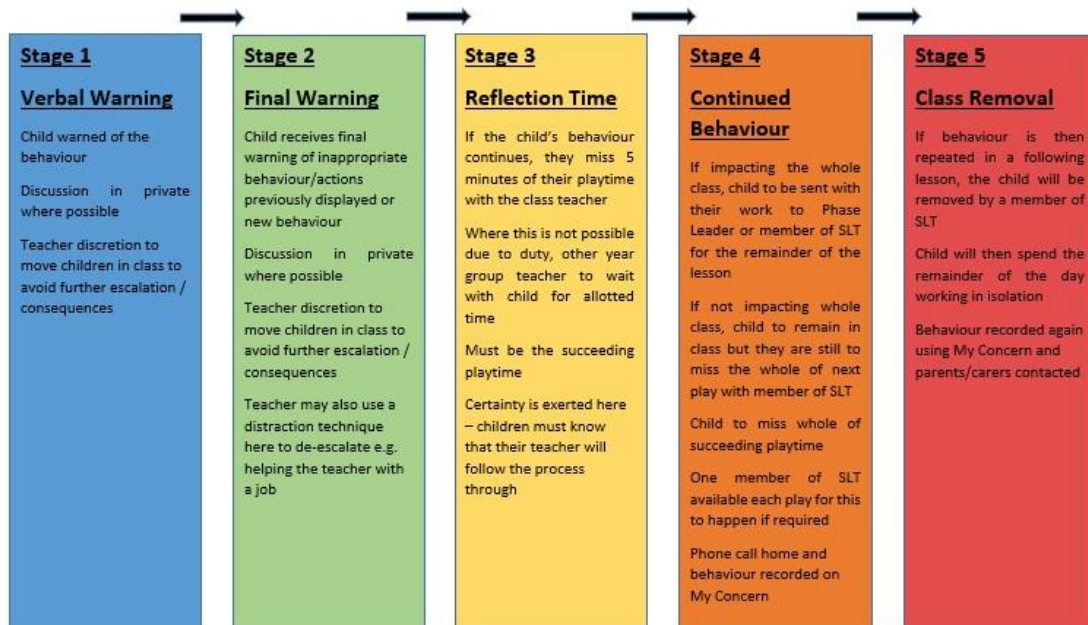 Stage 1
Verbal Warning
Child warned of the
behaviour
Discussion in private
where possible
Teacher discretion to
move children in class to
avoid further escalation /
consequences
Stage 2
Final Warning
Child receives final
warning of inappropriate
behaviour/actions
previously displayed or
new behaviour
Discussion in private
where possible
Teacher discretion to
move children in class to
avoid further escalation /
consequences
Teacher may also use a
distraction technique
here to de-escalate e.g.
helping the teacher with
a job
Stage 3
Reflection Time
If the child's behaviour
continues, they miss 5
minutes of their playtime
with the class teacher
Where this is not possible
due to duty, other year
group teacher to wait
with child for allotted
time
Must be the succeeding
playtime
Certainty is exerted here
– children must know
that their teacher will
follow the process
through
Stage 4
Continued
Behaviour
If impacting the whole
class, child to be sent with
their work to Phase
Leader or member of SLT
for the remainder of the
lesson
If not impacting whole
class, child to remain in
class but they are still to
miss the whole of next
play with member of SLT
Child to miss whole of
succeeding playtime
One member of SLT
available each play for this
to happen if required
Phone call home and
behaviour recorded on
My Concern
Stage 5
Class Removal
If behaviour is then
repeated in a following
lesson, the child will be
removed by a member of
SLT
Child will then spend the
remainder of the day
working in isolation
Behaviour recorded again
using My Concern and
parents/carers contacted